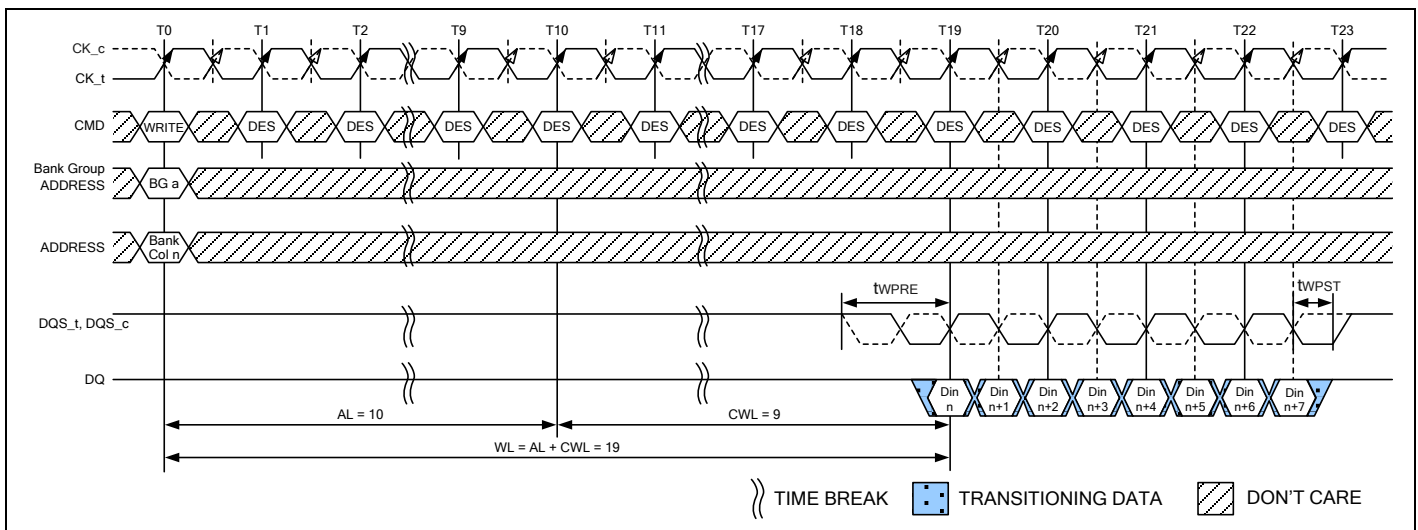 T0 T1 T2 T9 T10 T11 T17 T18 T19 T20 T21 T22 T23
CK_c
CK_t
CMD WRITE DES DES DES DES DES DES DES DES DES DES DES DES
Bank Group
ADDRESS BG a
ADDRESS Bank
Col n
tWPRE tWPST
DQS_t, DQS_c
DQ Din Din Din Din Din Din Din Din
n n+1 n+2 n+3 n+4 n+5 n+6 n+7
AL = 10 CWL = 9
WL = AL + CWL = 19
TIME BREAK TRANSITIONING DATA DON'T CARE